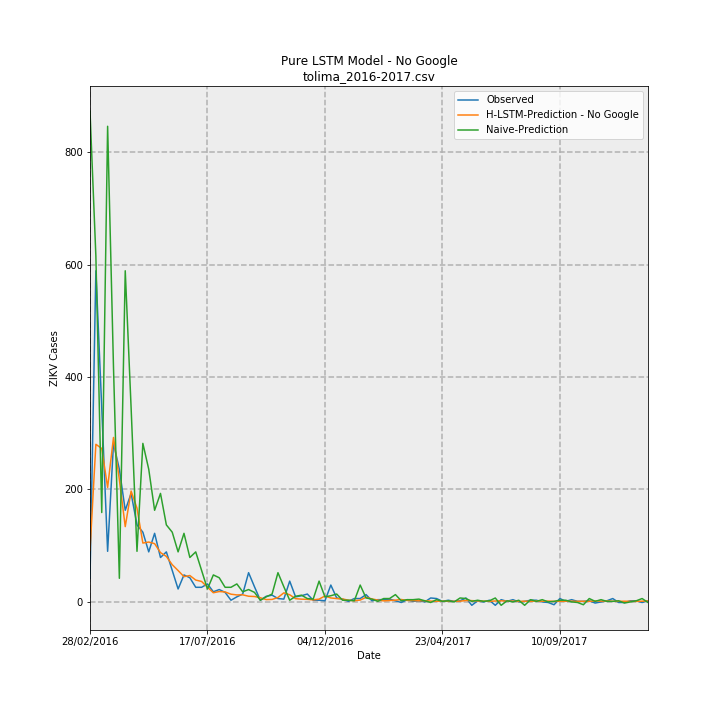 Pure LSTM Model - No Google
tolima_2016-2017.csv
Observed
H-LSTM-Prediction - No Google
Naive-Prediction
800
600
400
200
0
ZIKV Cases
28/02/2016
17/07/2016
04/12/2016
23/04/2017
10/09/2017
Date